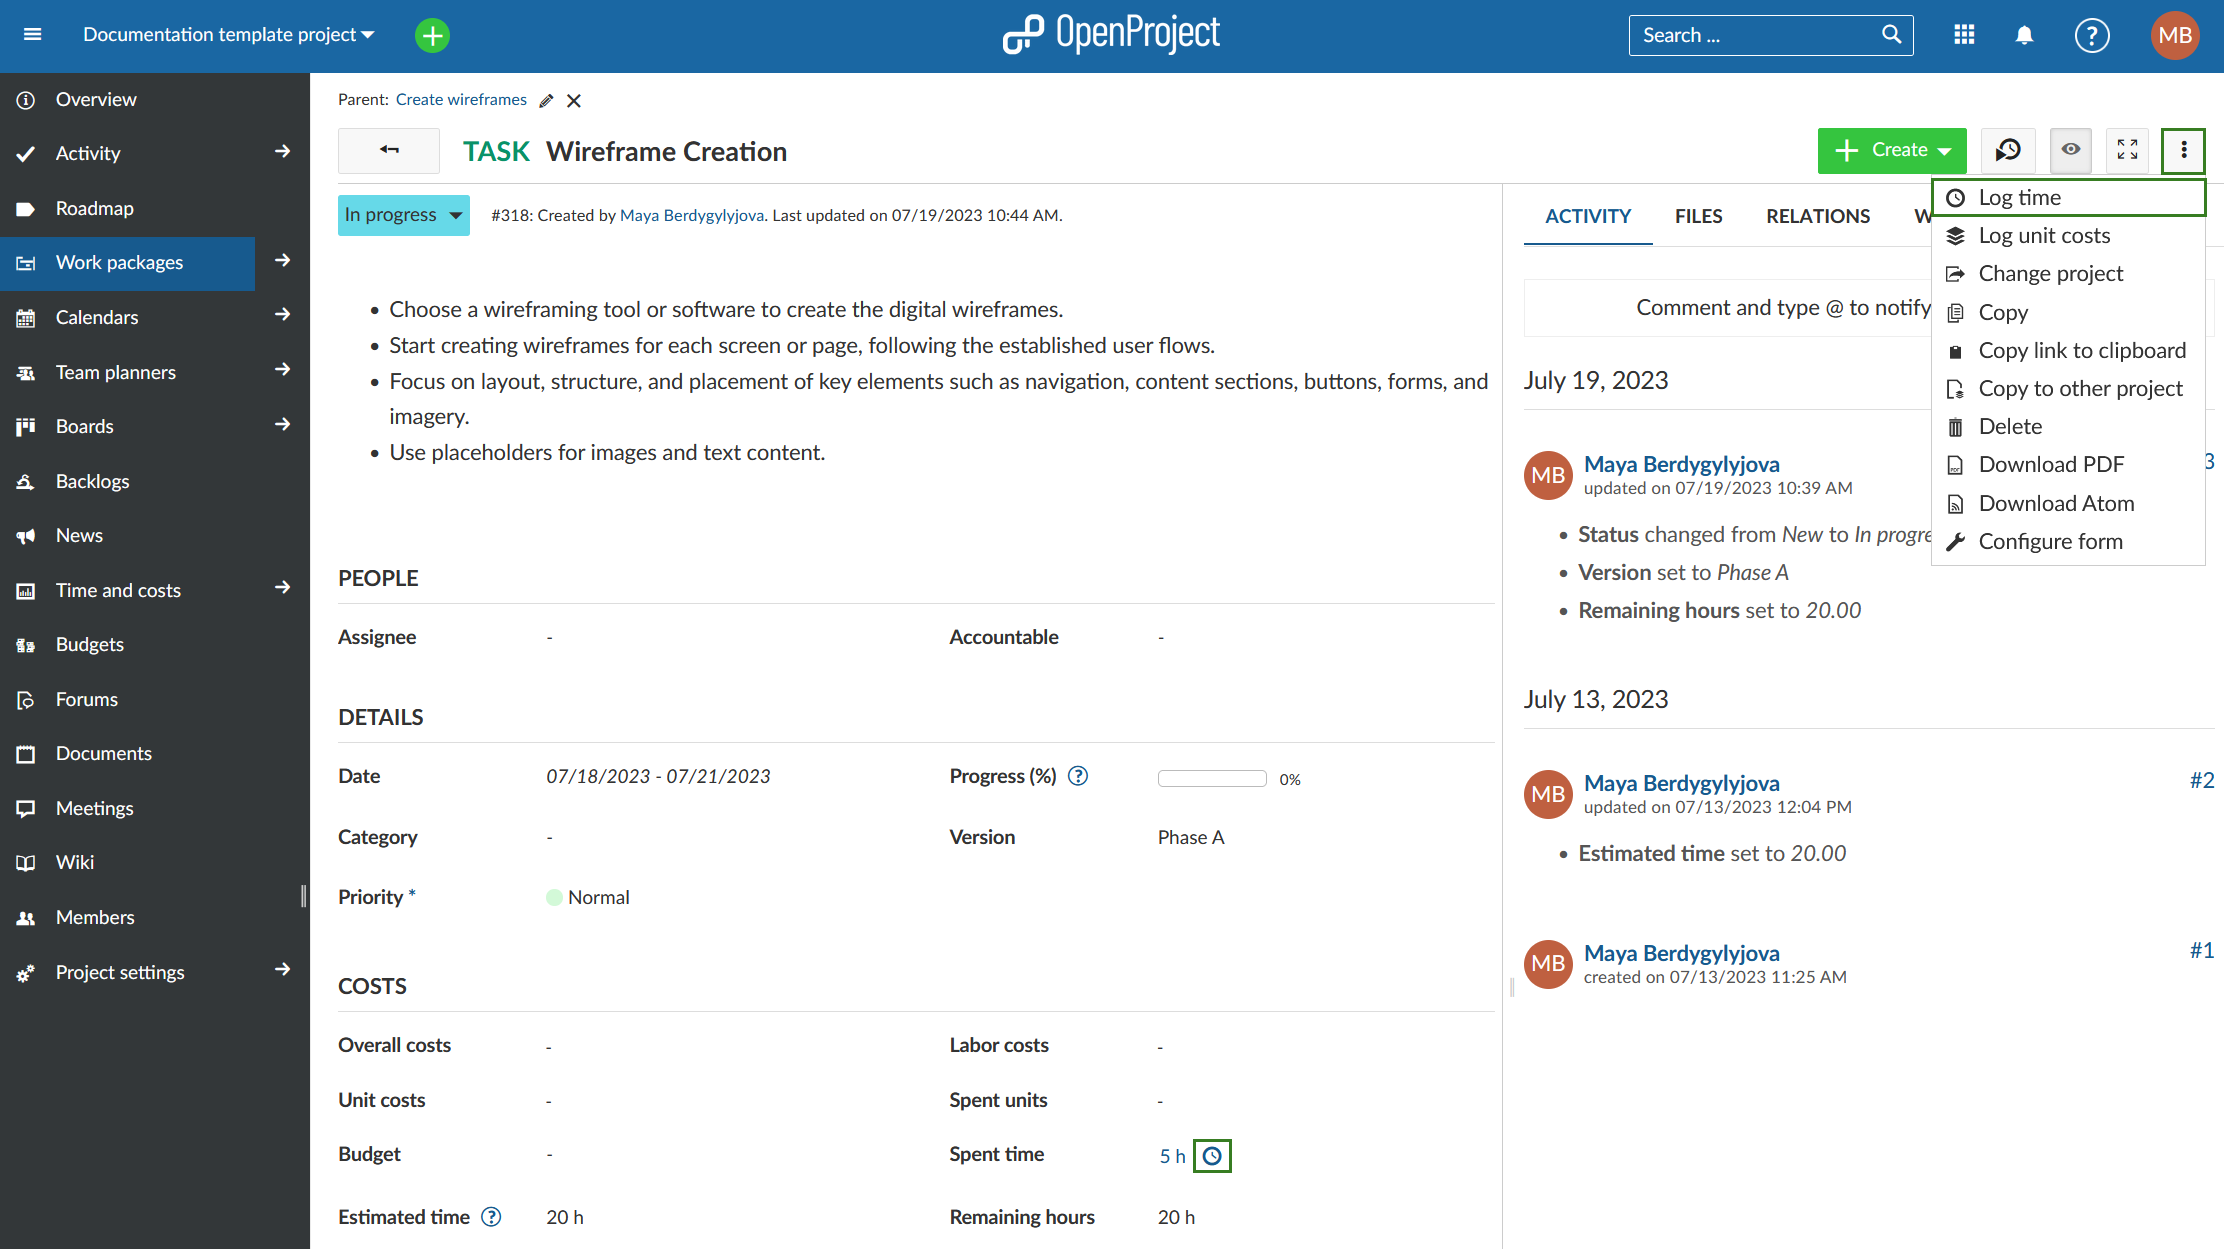 Documentation template project
OpenProject
Search ...
?
MB
Overview
Activity
Roadmap
Work packages
Calendars
Team planners
Boards
Backlogs
News
Time and costs
Budgets
Forums
Documents
Meetings
Wiki
Members
Project settings
Parent: Create wireframes
TASK Wireframe Creation
Create
In progress
#318: Created by Maya Berdygylyjova. Last updated on 07/19/2023 10:44 AM.
• Choose a wireframing tool or software to create the digital wireframes.
• Start creating wireframes for each screen or page, following the established user flows.
• Focus on layout, structure, and placement of key elements such as navigation, content sections, buttons, forms, and
imagery.
• Use placeholders for images and text content.
PEOPLE
Assignee -
Accountable -
DETAILS
Date 07/18/2023 - 07/21/2023
Progress (%) ? 0%
Category -
Version Phase A
Priority * Normal
COSTS
Overall costs -
Labor costs -
Unit costs -
Spent units -
Budget -
Spent time 5 h
Estimated time ? 20 h
Remaining hours 20 h
ACTIVITY FILES RELATIONS W
Comment and type @ to notify
July 19, 2023
MB
Maya Berdygylyjova
3
updated on 07/19/2023 10:39 AM
• Status changed from New to In progre
• Version set to Phase A
• Remaining hours set to 20.00
July 13, 2023
MB
Maya Berdygylyjova
#2
updated on 07/13/2023 12:04 PM
• Estimated time set to 20.00
MB
Maya Berdygylyjova
#1
created on 07/13/2023 11:25 AM
Log time
Log unit costs
Change project
Copy
Copy link to clipboard
Copy to other project
Delete
Download PDF
Download Atom
Configure form